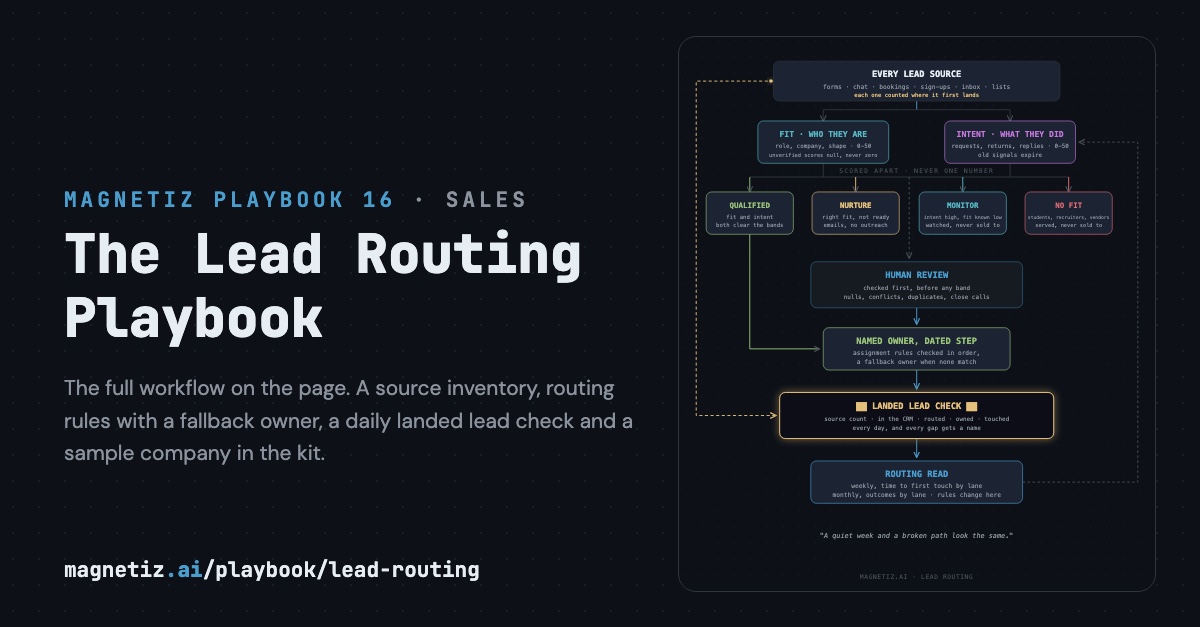 MAGNETIZ PLAYBOOK 16 · SALES
The Lead Routing
Playbook
The full workflow on the page. A source inventory, routing
rules with a fallback owner, a daily landed lead check and a
sample company in the kit.
magnetiz.ai/playbook/lead-routing
EVERY LEAD SOURCE
forms · chat · bookings · sign-ups · inbox · lists
each one counted where it first lands
FIT · WHO THEY ARE
role, company, shape · 0–50
unverified scores null, never zero
INTENT · WHAT THEY DID
requests, returns, replies · 0–50
old signals expire
SCORED APART · NEVER ONE NUMBER
QUALIFIED
fit and intent
both clear the bands
NURTURE
right fit, not ready
emails, no outreach
MONITOR
intent high, fit known low
watched, never sold to
NO FIT
students, recruiters, vendors
served, never sold to
HUMAN REVIEW
checked first, before any band
nulls, conflicts, duplicates, close calls
NAMED OWNER, DATED STEP
assignment rules checked in order,
a fallback owner when none match
LANDED LEAD CHECK
source count · in the CRM · routed · owned · touched
every day, and every gap gets a name
ROUTING READ
weekly, time to first touch by lane
monthly, outcomes by lane · rules change here
"A quiet week and a broken path look the same."
MAGNETIZ.AI · LEAD ROUTING